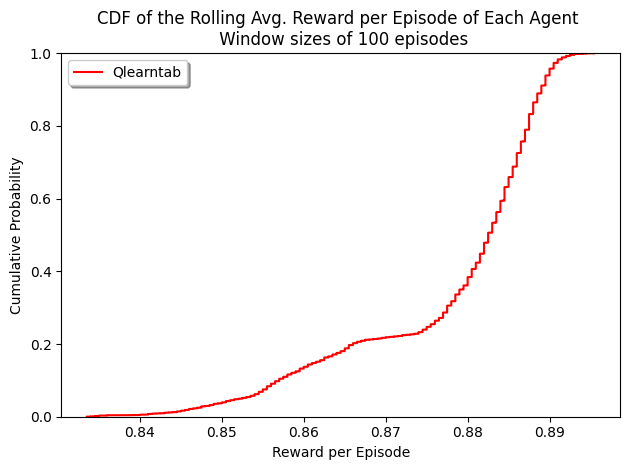 CDF of the Rolling Avg. Reward per Episode of Each Agent
Window sizes of 100 episodes
Qlearntab
1.0
0.8
0.6
0.4
0.2
0.0
Cumulative Probability
0.84 0.85 0.86 0.87 0.88 0.89
Reward per Episode